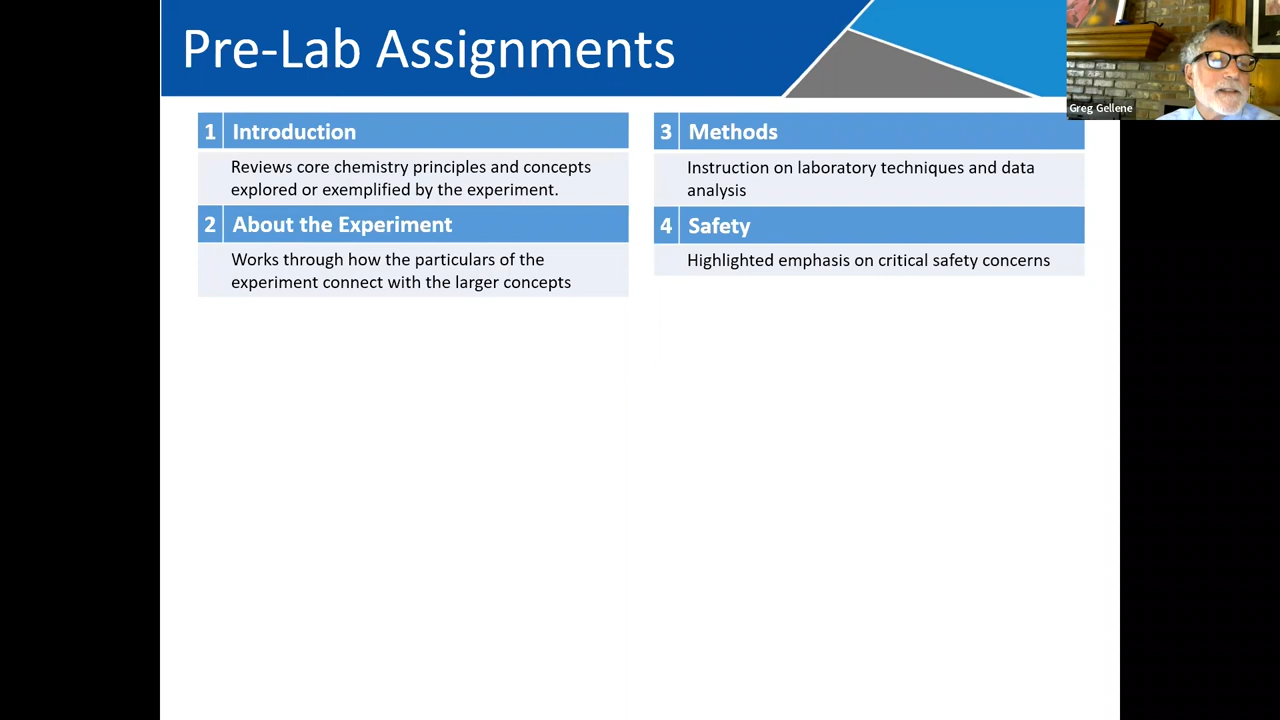 Pre-Lab Assignments
Greg Gellene
1 Introduction
Reviews core chemistry principles and concepts
explored or exemplified by the experiment.
2 About the Experiment
Works through how the particulars of the
experiment connect with the larger concepts
3 Methods
Instruction on laboratory techniques and data
analysis
4 Safety
Highlighted emphasis on critical safety concerns